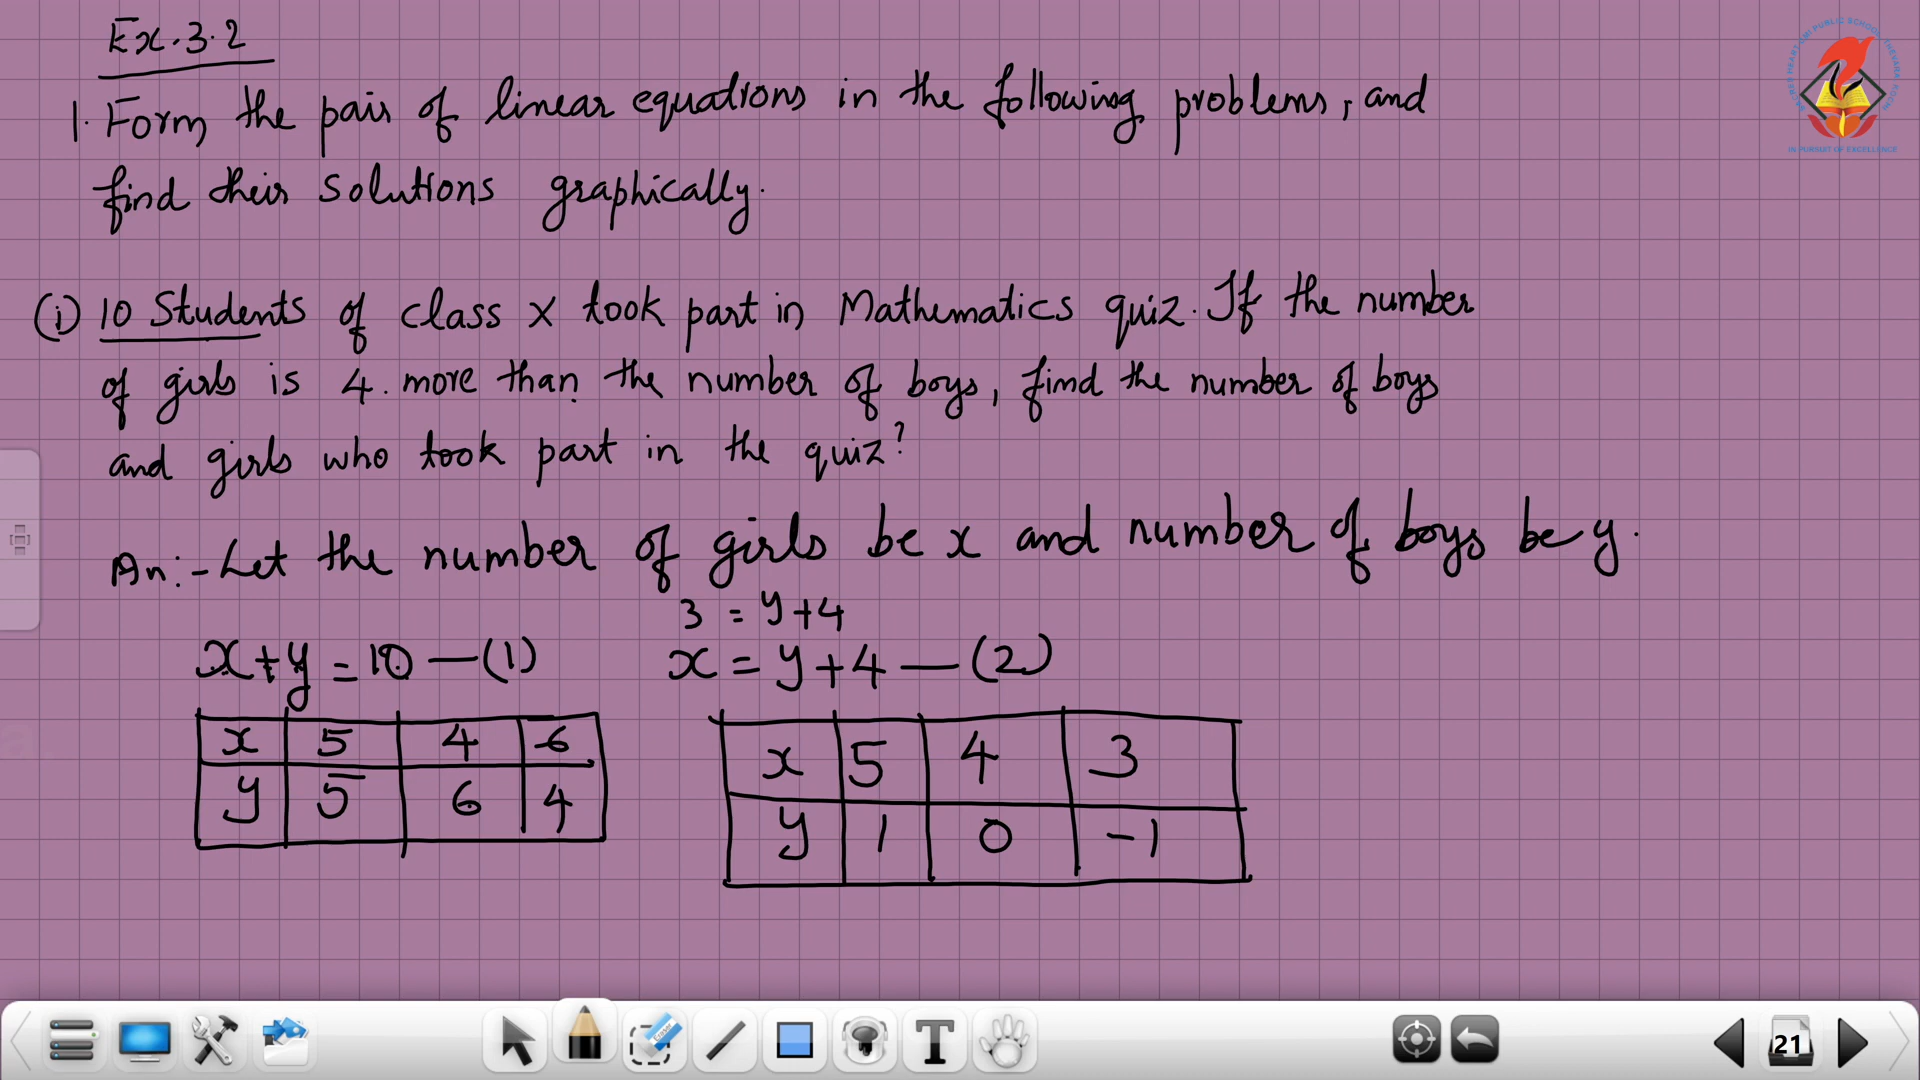 Ex.3.2
1. Form the pair of linear equations in the following problems, and
find their solutions graphically.
(i) 10 Students of class X took part in Mathematics quiz. If the number
of girls is 4 more than the number of boys, find the number of boys
and girls who took part in the quiz?
An:- Let the number of girls be x and number of boys be y.
3 = y+4
x+y=10 —(1) x = y+4 —(2)
x 5 4 6
y 5 6 4
x 5 4 3
y 1 0 -1
IN PURSUIT OF EXCELLENCE
T
21